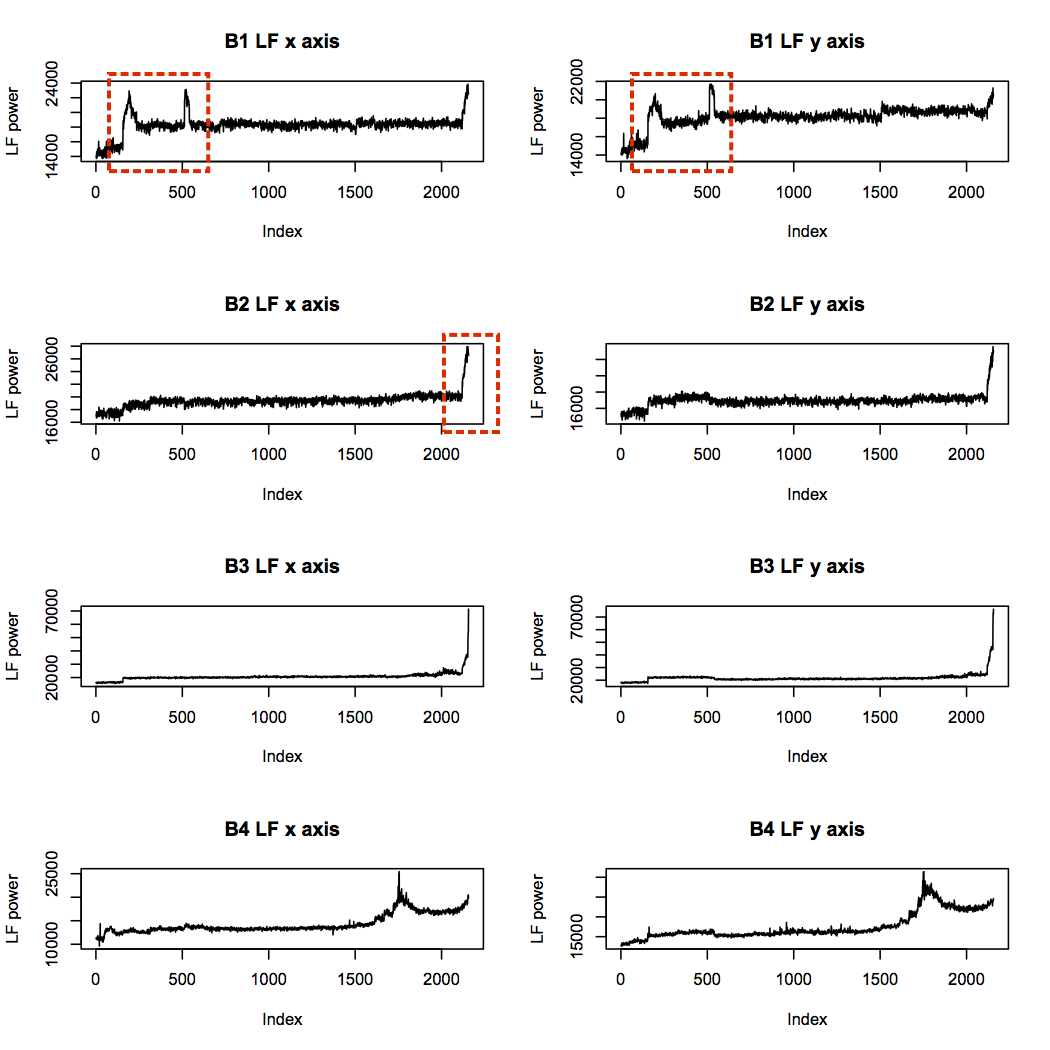 B1 LF x axis
LF power
14000 24000
0 500 1000 1500 2000
Index
B1 LF y axis
LF power
14000 22000
0 500 1000 1500 2000
Index
B2 LF x axis
LF power
16000 26000
0 500 1000 1500 2000
Index
B2 LF y axis
LF power
16000
0 500 1000 1500 2000
Index
B3 LF x axis
LF power
20000 70000
0 500 1000 1500 2000
Index
B3 LF y axis
LF power
20000 70000
0 500 1000 1500 2000
Index
B4 LF x axis
LF power
10000 25000
0 500 1000 1500 2000
Index
B4 LF y axis
LF power
15000
0 500 1000 1500 2000
Index